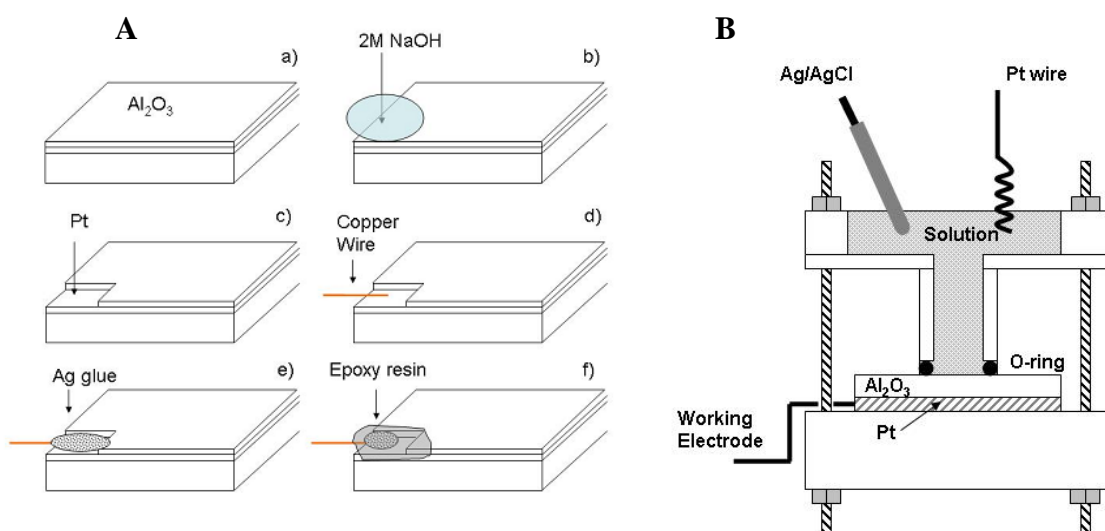 A
a)
Al₂O₃
2M NaOH
b)
c)
Pt
Copper
Wire
d)
e)
Ag glue
Epoxy resin
f)
B
Ag/AgCl
Pt wire
Solution
O-ring
Al₂O₃
Working
Electrode
Pt